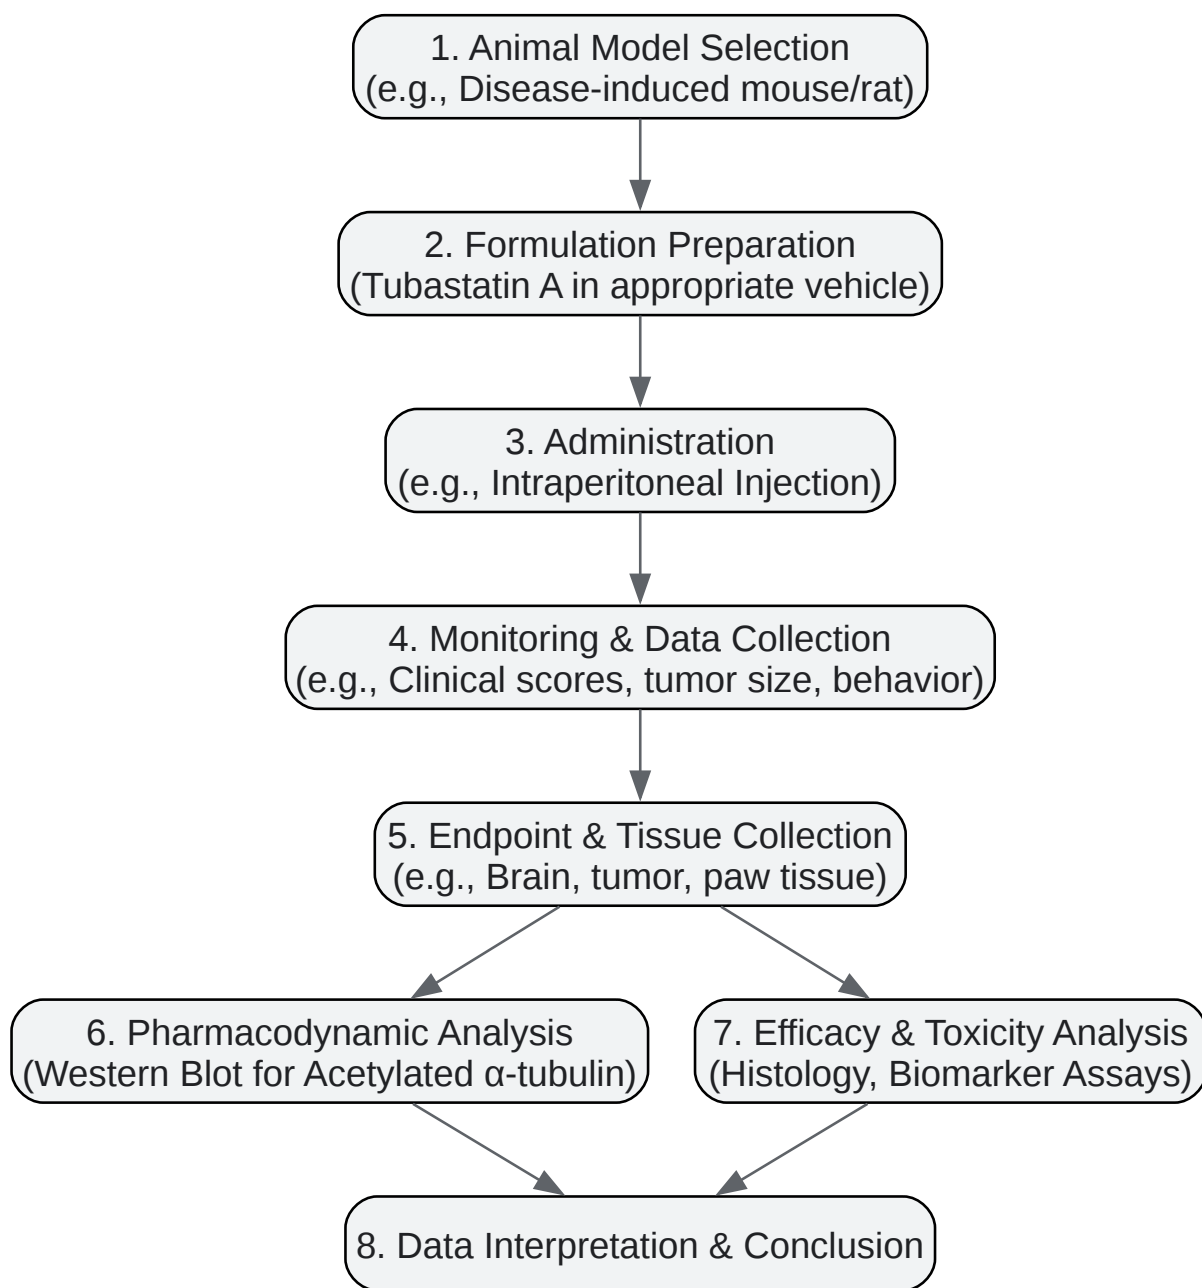 1. Animal Model Selection
(e.g., Disease-induced mouse/rat)
2. Formulation Preparation
(Tubastatin A in appropriate vehicle)
3. Administration
(e.g., Intraperitoneal Injection)
4. Monitoring & Data Collection
(e.g., Clinical scores, tumor size, behavior)
5. Endpoint & Tissue Collection
(e.g., Brain, tumor, paw tissue)
6. Pharmacodynamic Analysis
(Western Blot for Acetylated α-tubulin)
7. Efficacy & Toxicity Analysis
(Histology, Biomarker Assays)
8. Data Interpretation & Conclusion